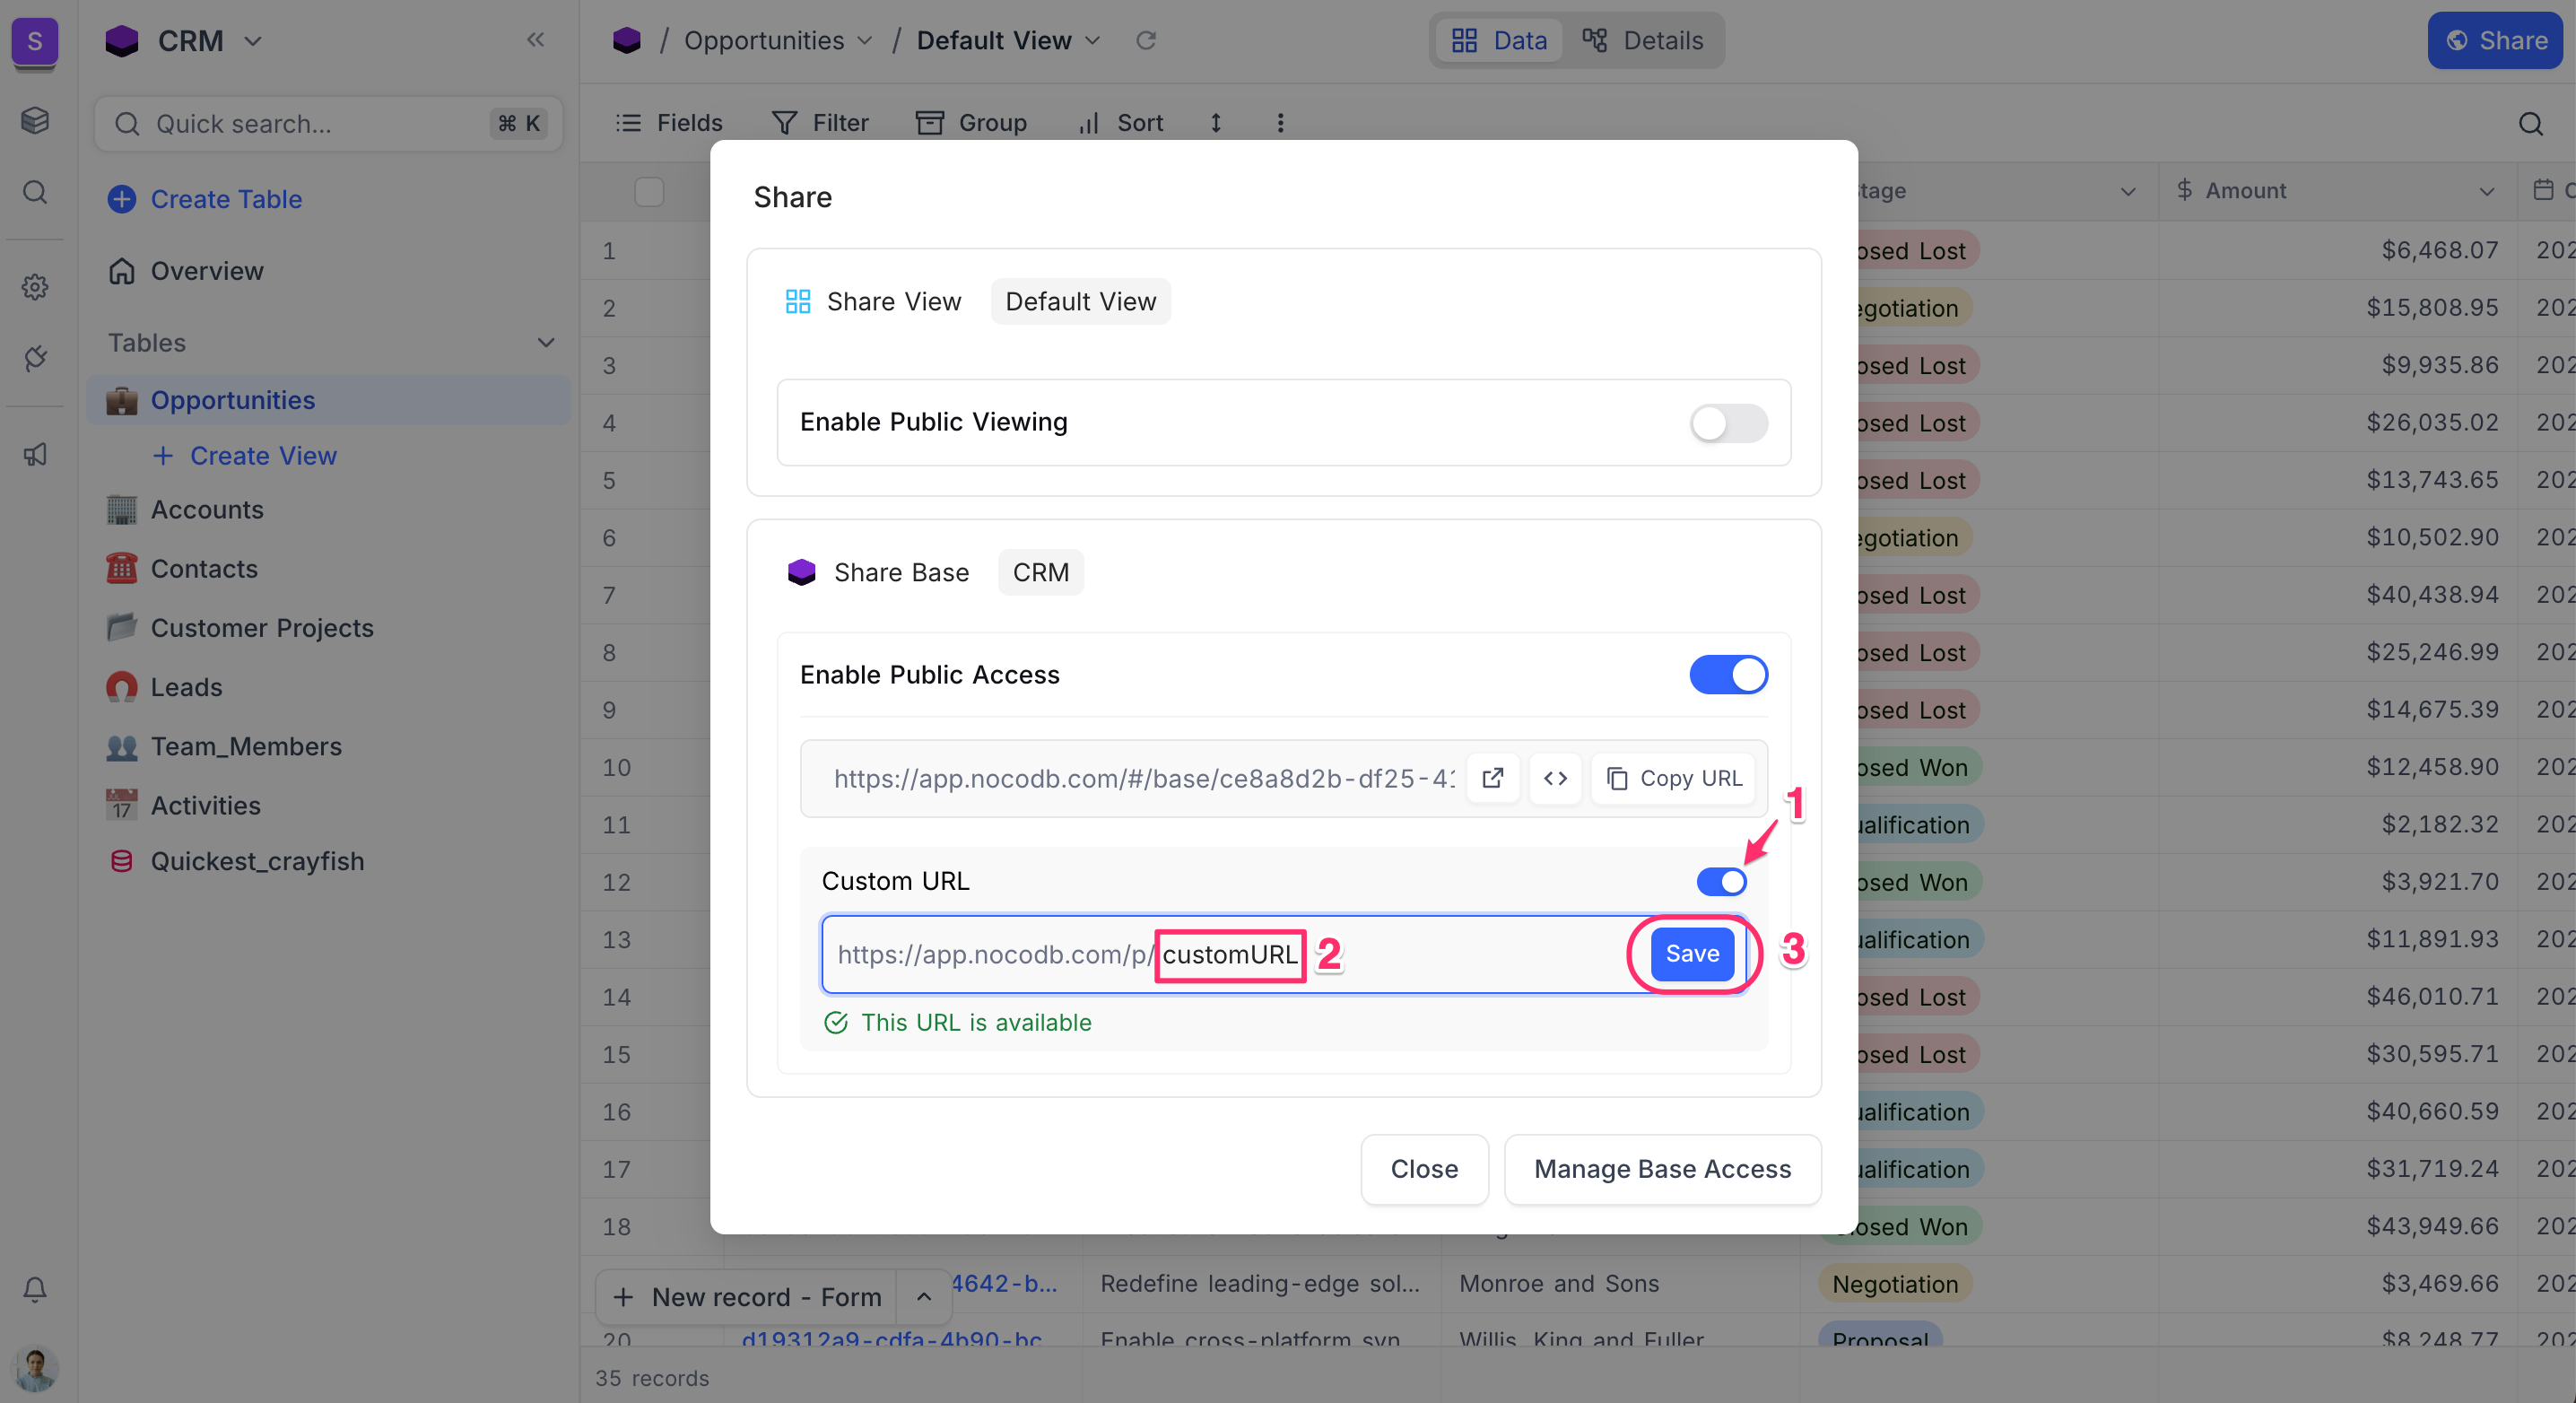 S
CRM
/ Opportunities / Default View
Data
Details
Share
Quick search...
⌘ K
Fields
Filter
Group
Sort
Create Table
Overview
Tables
Opportunities
+ Create View
Accounts
Contacts
Customer Projects
Leads
Team_Members
17 Activities
Quickest_crayfish
Share
Share View Default View
Enable Public Viewing
Share Base CRM
Enable Public Access
https://app.nocodb.com/#/base/ce8a8d2b-df25-41
Copy URL
1
Custom URL
https://app.nocodb.com/p/customURL
2
Save
3
This URL is available
Close
Manage Base Access
tage
$ Amount
1 osed Lost $6,468.07 202
2 egotiation $15,808.95 202
3 osed Lost $9,935.86 202
4 osed Lost $26,035.02 202
5 osed Lost $13,743.65 202
6 egotiation $10,502.90 202
7 osed Lost $40,438.94 202
8 osed Lost $25,246.99 202
9 osed Lost $14,675.39 202
10 osed Won $12,458.90 202
11 ualification $2,182.32 202
12 osed Won $3,921.70 202
13 ualification $11,891.93 202
14 osed Lost $46,010.71 202
15 osed Lost $30,595.71 202
16 ualification $40,660.59 202
17 ualification $31,719.24 202
18 losed Won $43,949.66 202
4642-b... Redefine leading-edge sol... Monroe and Sons Negotiation $3,469.66 202
+ New record - Form
20 d19312a9-cdfa-4b90-bc Enable cross-platform syn Willis, King and Fuller Proposal $8,248.77 202
35 records